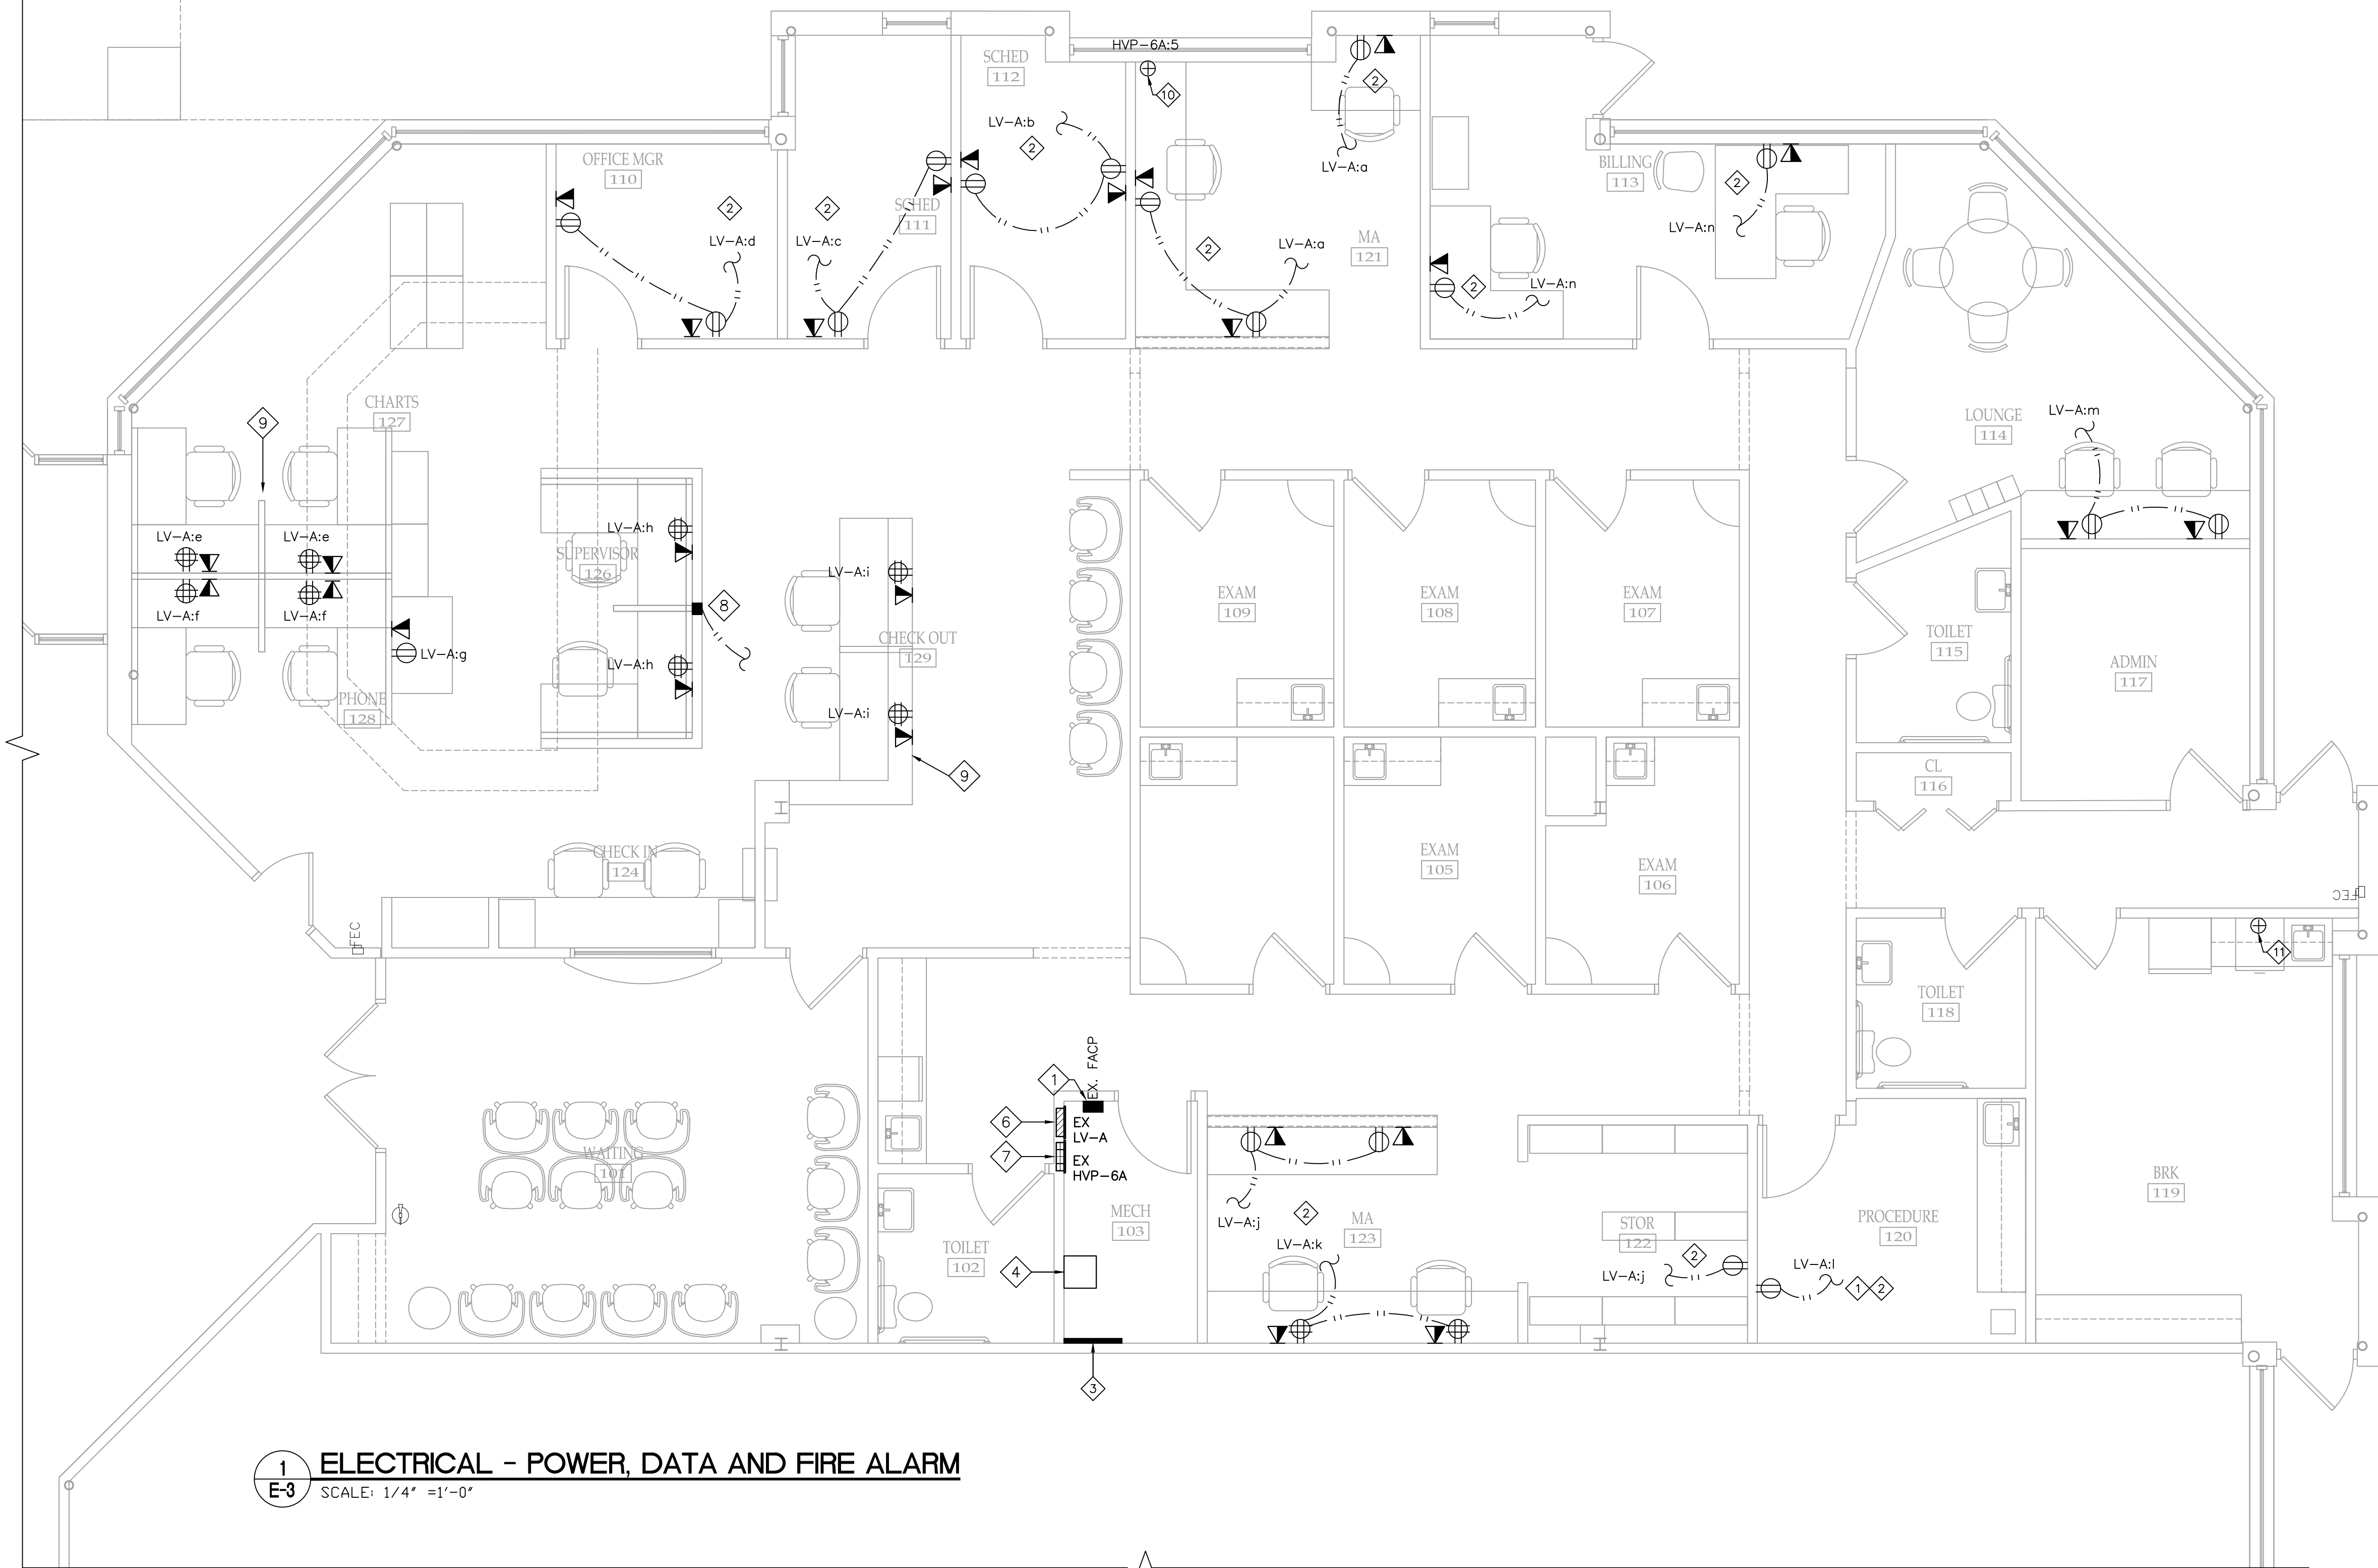 HVP-6A:5
SCHED
112
10
2
LV-A:b
2
LV-A:a
OFFICE MGR
110
BILLING
113
2
2
2
SCHED
111
LV-A:d
LV-A:c
2
LV-A:a
MA
121
LV-A:n
2
LV-A:n
CHARTS
127
9
LOUNGE
114
LV-A:m
LV-A:e
LV-A:e
LV-A:h
SUPERVISOR
126
LV-A:i
EXAM
109
EXAM
108
EXAM
107
LV-A:f
LV-A:f
8
TOILET
115
CHECK OUT
129
LV-A:g
LV-A:h
ADMIN
117
PHONE
128
LV-A:i
9
CL
116
CHECK IN
124
EXAM
105
EXAM
106
FEC
FEC
11
TOILET
118
1
EX. FACP
6
EX
LV-A
7
EX
HVP-6A
WAITING
101
BRK
119
MECH
103
LV-A:j
2
MA
123
STOR
122
PROCEDURE
120
TOILET
102
LV-A:k
2
4
LV-A:j
LV-A:l
1
2
3
1
E-3
ELECTRICAL - POWER, DATA AND FIRE ALARM
SCALE: 1/4" =1'-0"